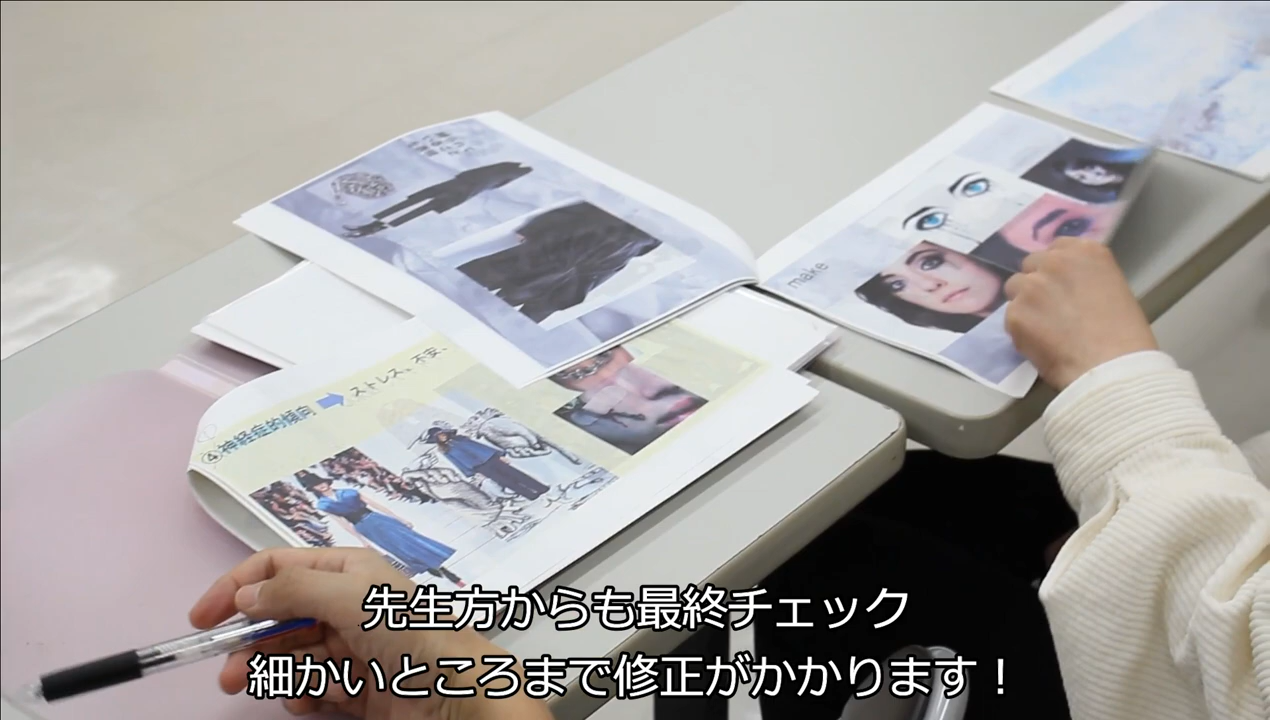 make
④神経症的傾向 ➡ ストレス。不安、
先生方からも最終チェック
細かいところまで修正がかかります！